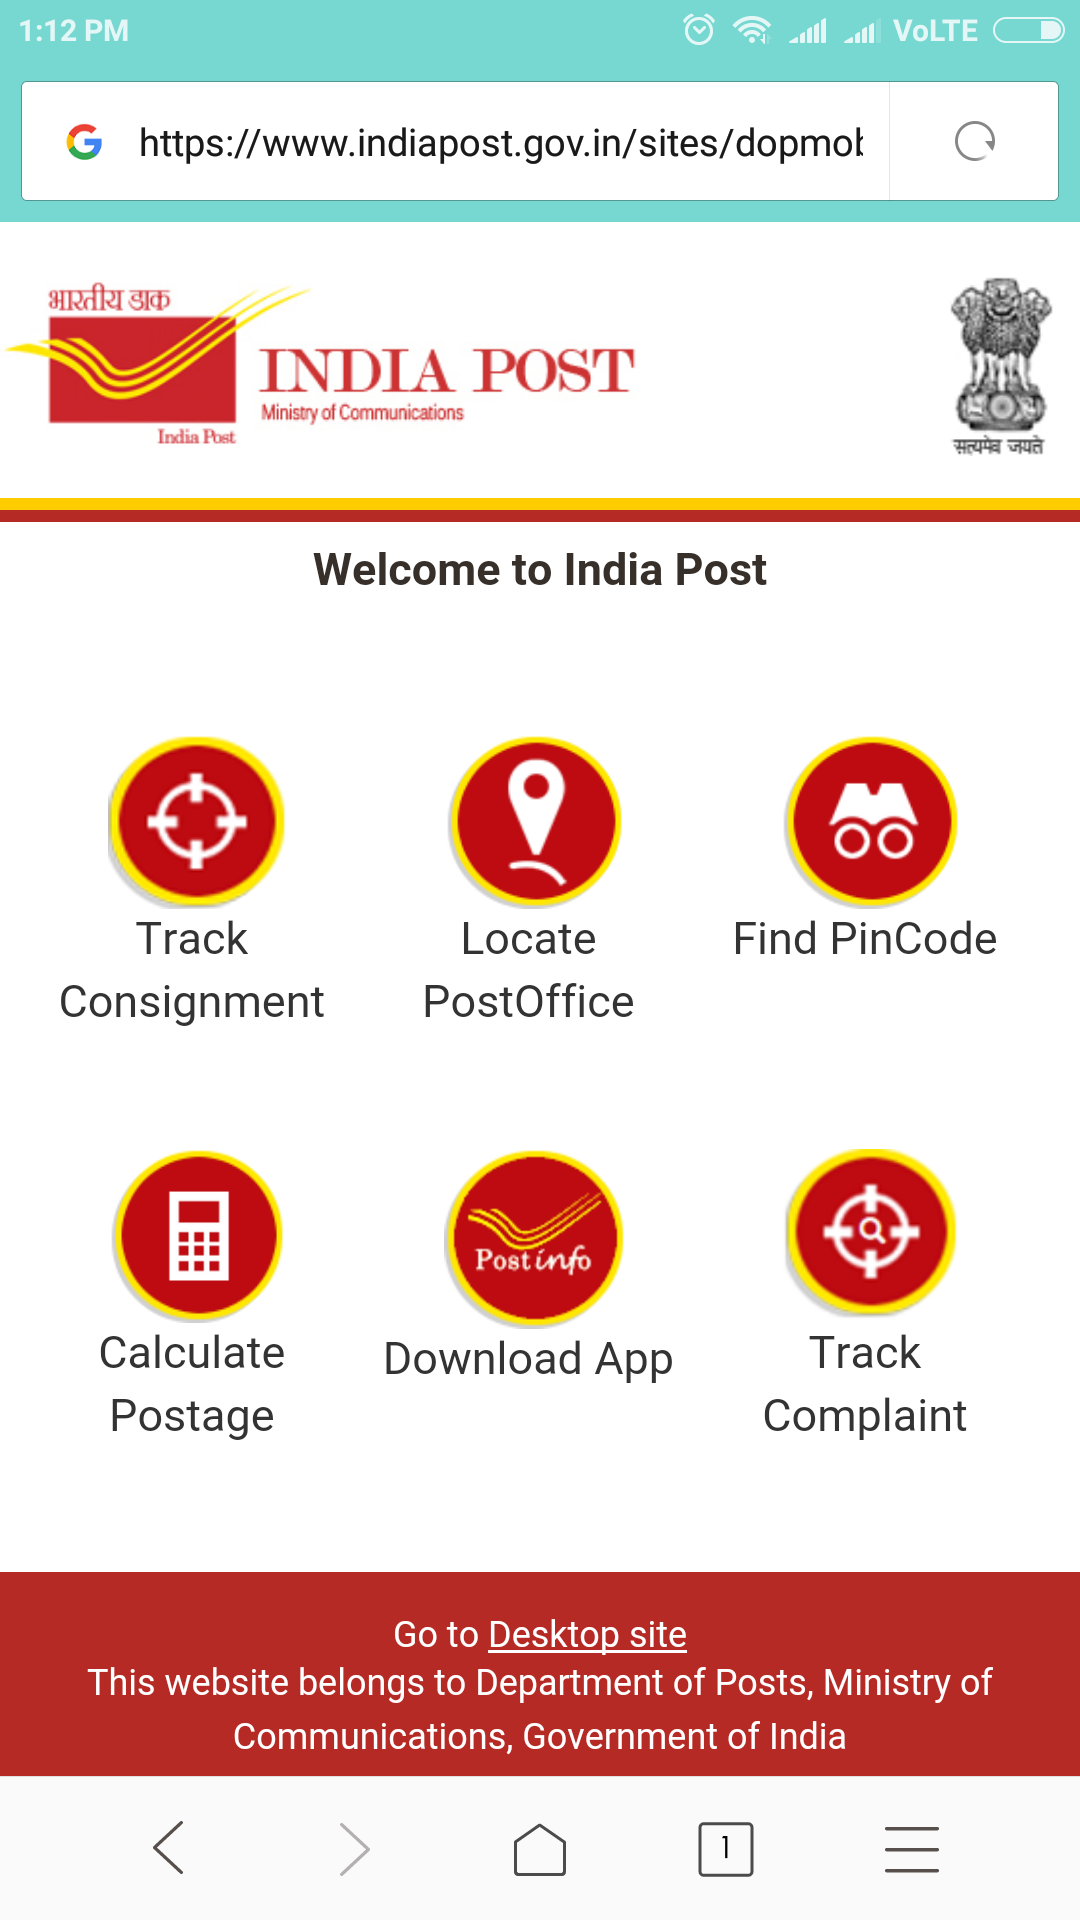 1:12 PM VoLTE
https://www.indiapost.gov.in/sites/dopmob
भारतीय डाक
INDIA POST
Ministry of Communications
India Post
सत्यमेव जयते
Welcome to India Post
Track
Consignment
Locate
PostOffice
Find PinCode
Post info
Calculate
Postage
Download App
Track
Complaint
Go to Desktop site
This website belongs to Department of Posts, Ministry of
Communications, Government of India
1